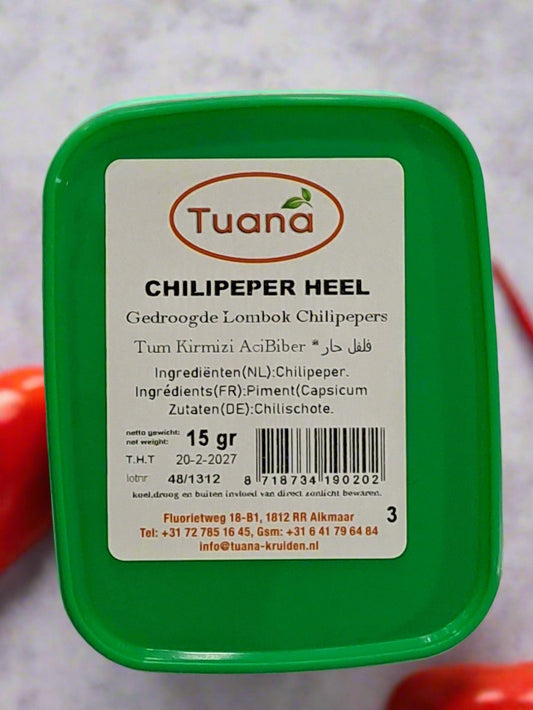 Tuana
CHILIPEPER HEEL
Gedroogde Lombok Chilipepers
Tum Kirmizi AciBiber * فلفل حار
Ingrediënten(NL):Chilipeper.
Ingrédients(FR):Piment(Capsicum
Zutaten(DE):Chilischote.
netto gewicht:
net weight: 15 gr
T.H.T 20-2-2027
lotnr 48/1312
8 718734 190202
koel,droog en buiten invloed van direct zonlicht bewaren.
3
Fluorietweg 18-B1, 1812 RR Alkmaar
Tel: +31 72 785 16 45, Gsm: +31 6 41 79 64 84
info@tuana-kruiden.nl